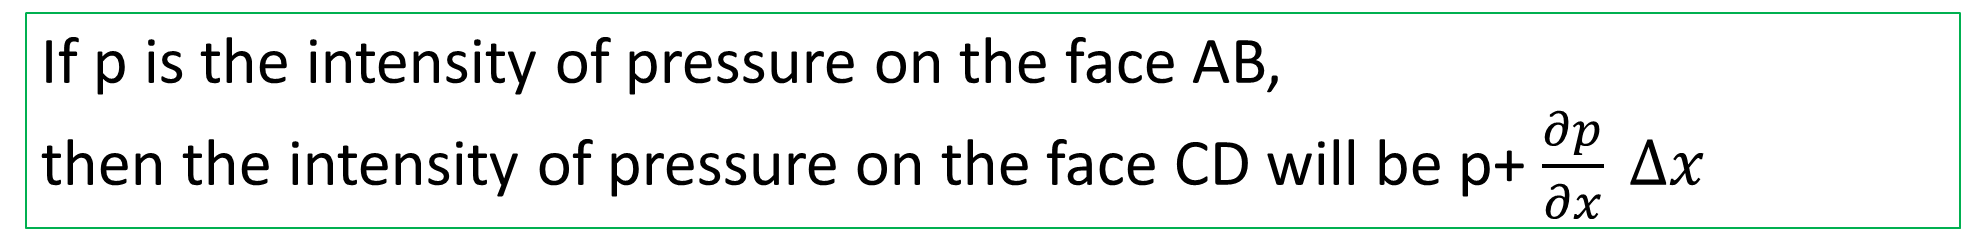 If p is the intensity of pressure on the face AB,
then the intensity of pressure on the face CD will be p+ ∂p/∂x Δx